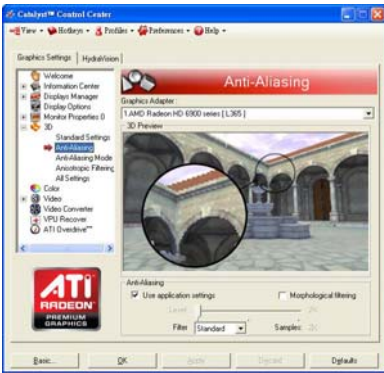 Catalyst™ Control Center
View Hotkeys Profiles Preferences Help
Graphics Settings HydraVision
Welcome
Information Center
Displays Manager
Display Options
Monitor Properties 0
3D
Standard Settings
Anti-Aliasing
Anti-Aliasing Mode
Anisotropic Filtering
All Settings
Color
Video
Video Converter
VPU Recover
ATI Overdrive™
ATI
RADEON
PREMIUM
GRAPHICS
Anti-Aliasing
Graphics Adapter:
1.AMD Radeon HD 6900 series [ L365 ]
3D Preview
Anti-Aliasing
Use application settings Morphological filtering
Level: 2X
Filter Standard Samples: 2X
Basic... OK Apply Discard Defaults